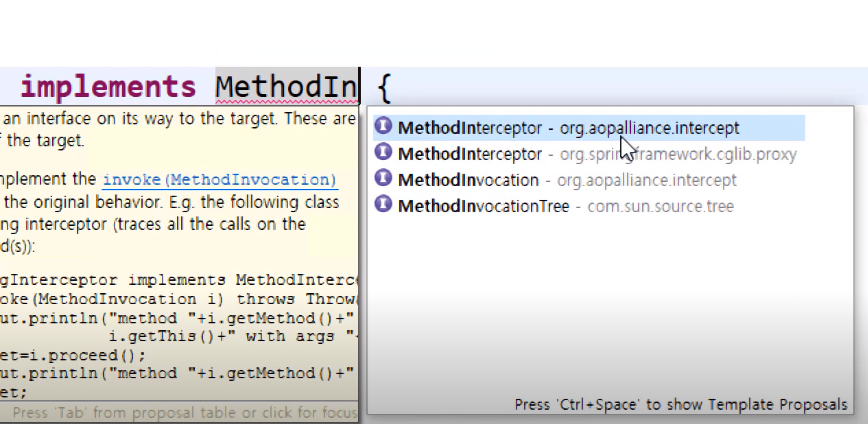 implements MethodIn {
an interface on its way to the target. These are
f the target.
nplement the invoke(MethodInvocation)
the original behavior. E.g. the following class
ng interceptor (traces all the calls on the
d(s)):
gInterceptor implements MethodInterc
oke(MethodInvocation i) throws Throw
ut.println("method "+i.getMethod()+"
i.getThis()+" with args "
et=i.proceed();
ut.println("method "+i.getMethod()+"
et;
Press 'Tab' from proposal table or click for focus
MethodInterceptor - org.aopalliance.intercept
MethodInterceptor - org.springframework.cglib.proxy
MethodInvocation - org.aopalliance.intercept
MethodInvocationTree - com.sun.source.tree
Press 'Ctrl+Space' to show Template Proposals